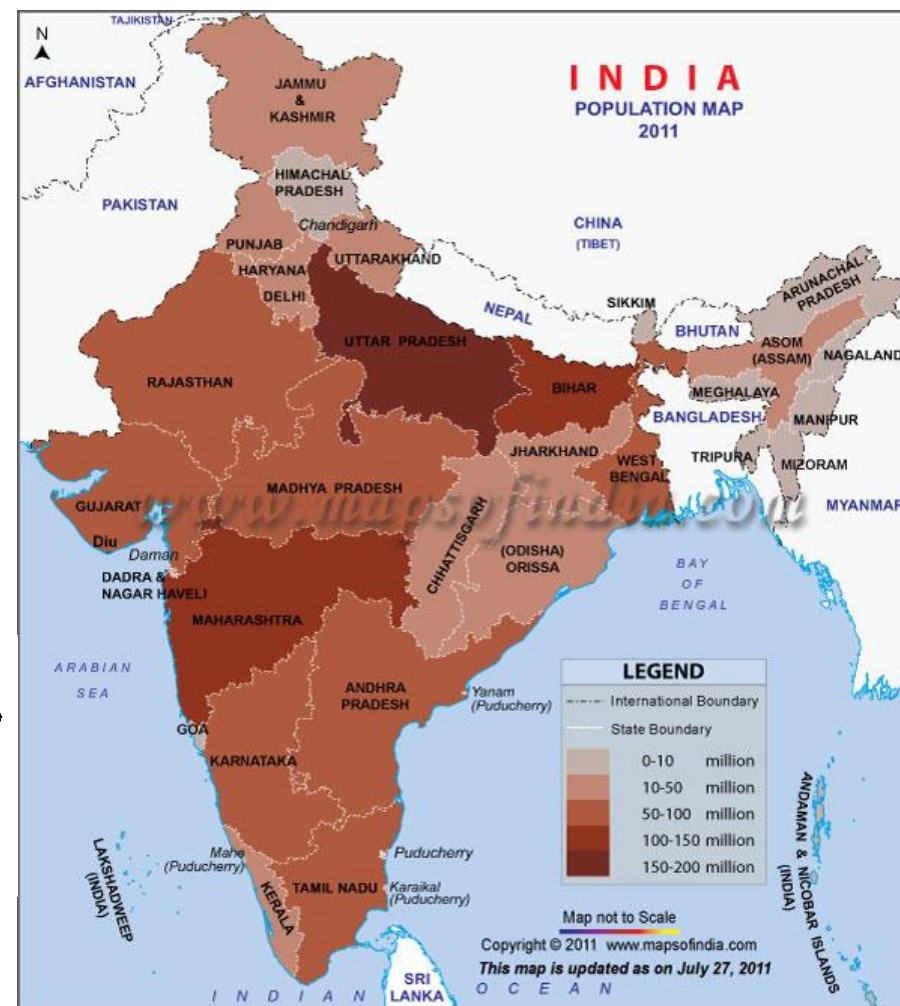 TAJIKISTAN
N
AFGHANISTAN
JAMMU
&
KASHMIR
I N D I A
POPULATION MAP
2011
HIMACHAL
PRADESH
PAKISTAN
Chandigarh
CHINA
(TIBET)
PUNJAB
UTTARAKHAND
HARYANA
DELHI
ARUNACHAL
PRADESH
SIKKIM
NEPAL
BHUTAN
UTTAR PRADESH
ASOM
(ASSAM)
NAGALAND
RAJASTHAN
BIHAR
MEGHALAYA
BANGLADESH
MANIPUR
JHARKHAND
TRIPURA
MIZORAM
WEST
BENGAL
MADHYA PRADESH
www.mapsofindia.com
GUJARAT
MYANMAR
CHHATTISGARH
Diu
(ODISHA)
ORISSA
Daman
DADRA &
NAGAR HAVELI
BAY
OF
BENGAL
MAHARASHTRA
ARABIAN
SEA
ANDHRA
PRADESH
Yanam
(Puducherry)
GOA
KARNATAKA
LEGEND
International Boundary
State Boundary
0-10 million
10-50 million
50-100 million
100-150 million
150-200 million
ANDAMAN & NICOBAR ISLANDS
(INDIA)
LAKSHADWEEP
(INDIA)
Mahe
(Puducherry)
Puducherry
KERALA
TAMIL NADU
Karaikal
(Puducherry)
Map not to Scale
Copyright © 2011 www.mapsofindia.com
This map is updated as on July 27, 2011
SRI
LANKA
I N D I A N O C E A N